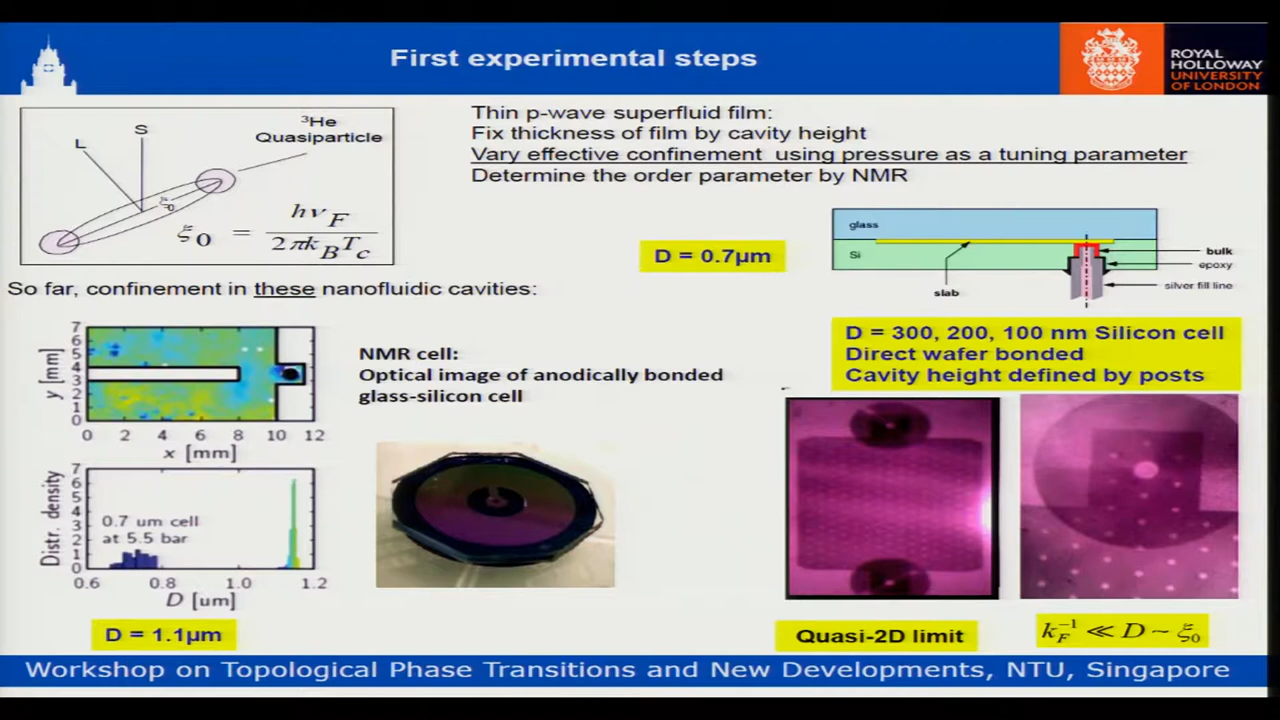 First experimental steps
ROYAL
HOLLOWAY
UNIVERSITY
OF LONDON
L
S
³He
Quasiparticle
ξ0
ξ0 = hνF / 2πkBTc
Thin p-wave superfluid film:
Fix thickness of film by cavity height
Vary effective confinement using pressure as a tuning parameter
Determine the order parameter by NMR
D = 0.7µm
glass
Si
slab
bulk
epoxy
silver fill line
So far, confinement in these nanofluidic cavities:
D = 300, 200, 100 nm Silicon cell
Direct wafer bonded
Cavity height defined by posts
y [mm]
7
6
5
4
3
2
1
0
0 2 4 6 8 10 12
x [mm]
NMR cell:
Optical image of anodically bonded
glass-silicon cell
Distr. density
7
6
5
4
3
2
1
0
0.7 um cell
at 5.5 bar
0.6 0.8 1.0 1.2
D [um]
D = 1.1µm
Quasi-2D limit
kF⁻¹ ≪ D ~ ξ0
Workshop on Topological Phase Transitions and New Developments, NTU, Singapore